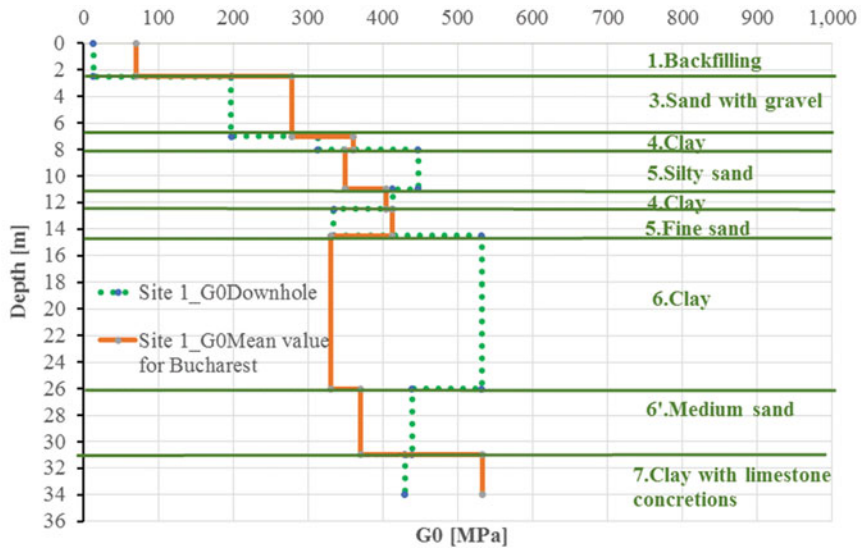 0 100 200 300 400 500 600 700 800 900 1,000
0
2
4
6
8
10
12
14
16
18
20
22
24
26
28
30
32
34
36
Depth [m]
1.Backfilling
3.Sand with gravel
4.Clay
5.Silty sand
4.Clay
5.Fine sand
6.Clay
6'.Medium sand
7.Clay with limestone
concretions
Site 1_G0Downhole
Site 1_G0Mean value
for Bucharest
G0 [MPa]